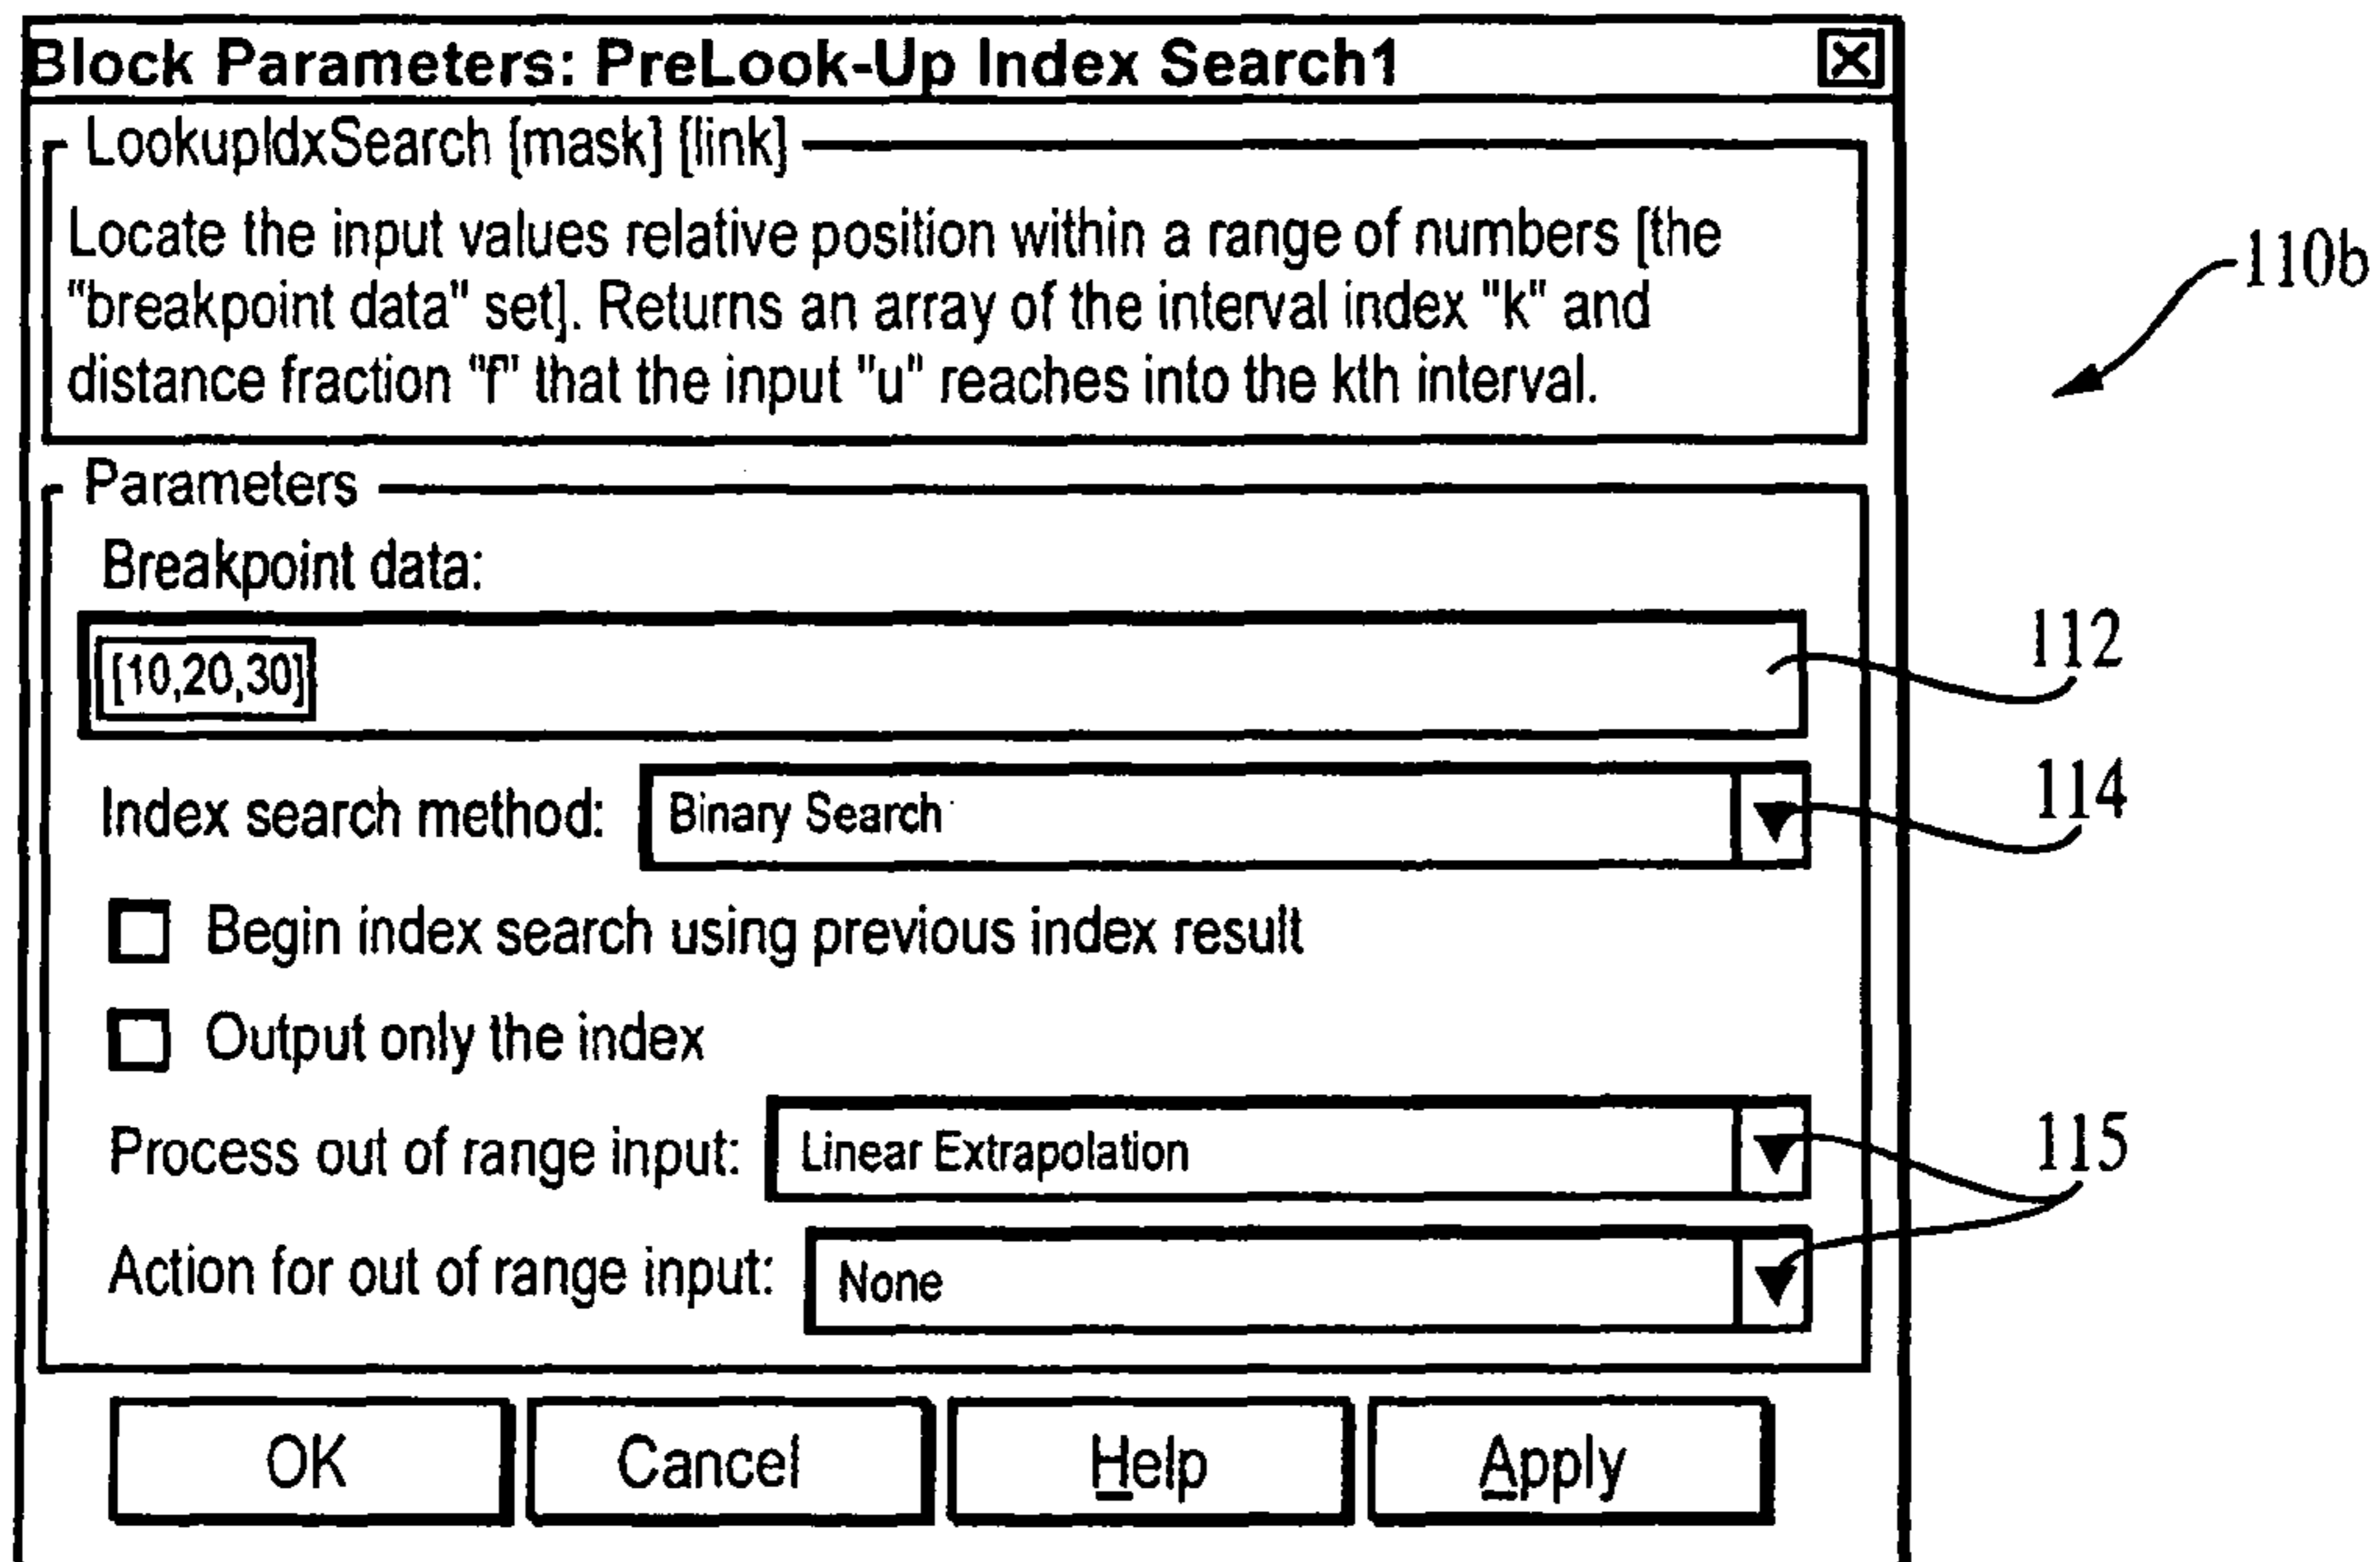 Block Parameters: PreLook-Up Index Search1
LookupIdxSearch [mask] [link]
Locate the input values relative position within a range of numbers [the
"breakpoint data" set]. Returns an array of the interval index "k" and
distance fraction "f" that the input "u" reaches into the kth interval.
110b
Parameters
Breakpoint data:
[10,20,30]
112
Index search method: Binary Search
114
Begin index search using previous index result
Output only the index
Process out of range input: Linear Extrapolation
115
Action for out of range input: None
OK Cancel Help Apply